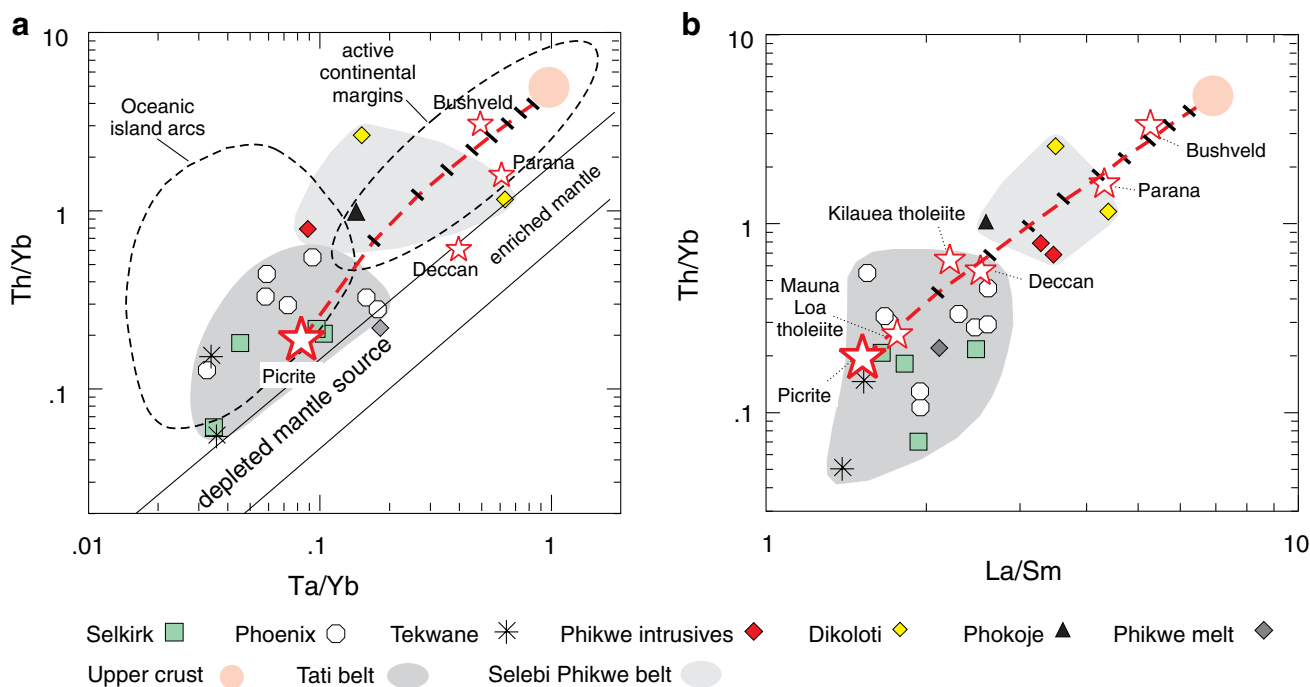 a
10
1
.1
Th/Yb
.01
.1
1
Ta/Yb
active
continental
margins
Oceanic
island arcs
Bushveld
Parana
Deccan
enriched mantle
Picrite
depleted mantle source
b
10
1
.1
Th/Yb
1
10
La/Sm
Bushveld
Parana
Kilauea tholeiite
Deccan
Mauna
Loa
tholeiite
Picrite
Selkirk
Phoenix
Tekwane
Phikwe intrusives
Dikoloti
Phokoje
Phikwe melt
Upper crust
Tati belt
Selebi Phikwe belt